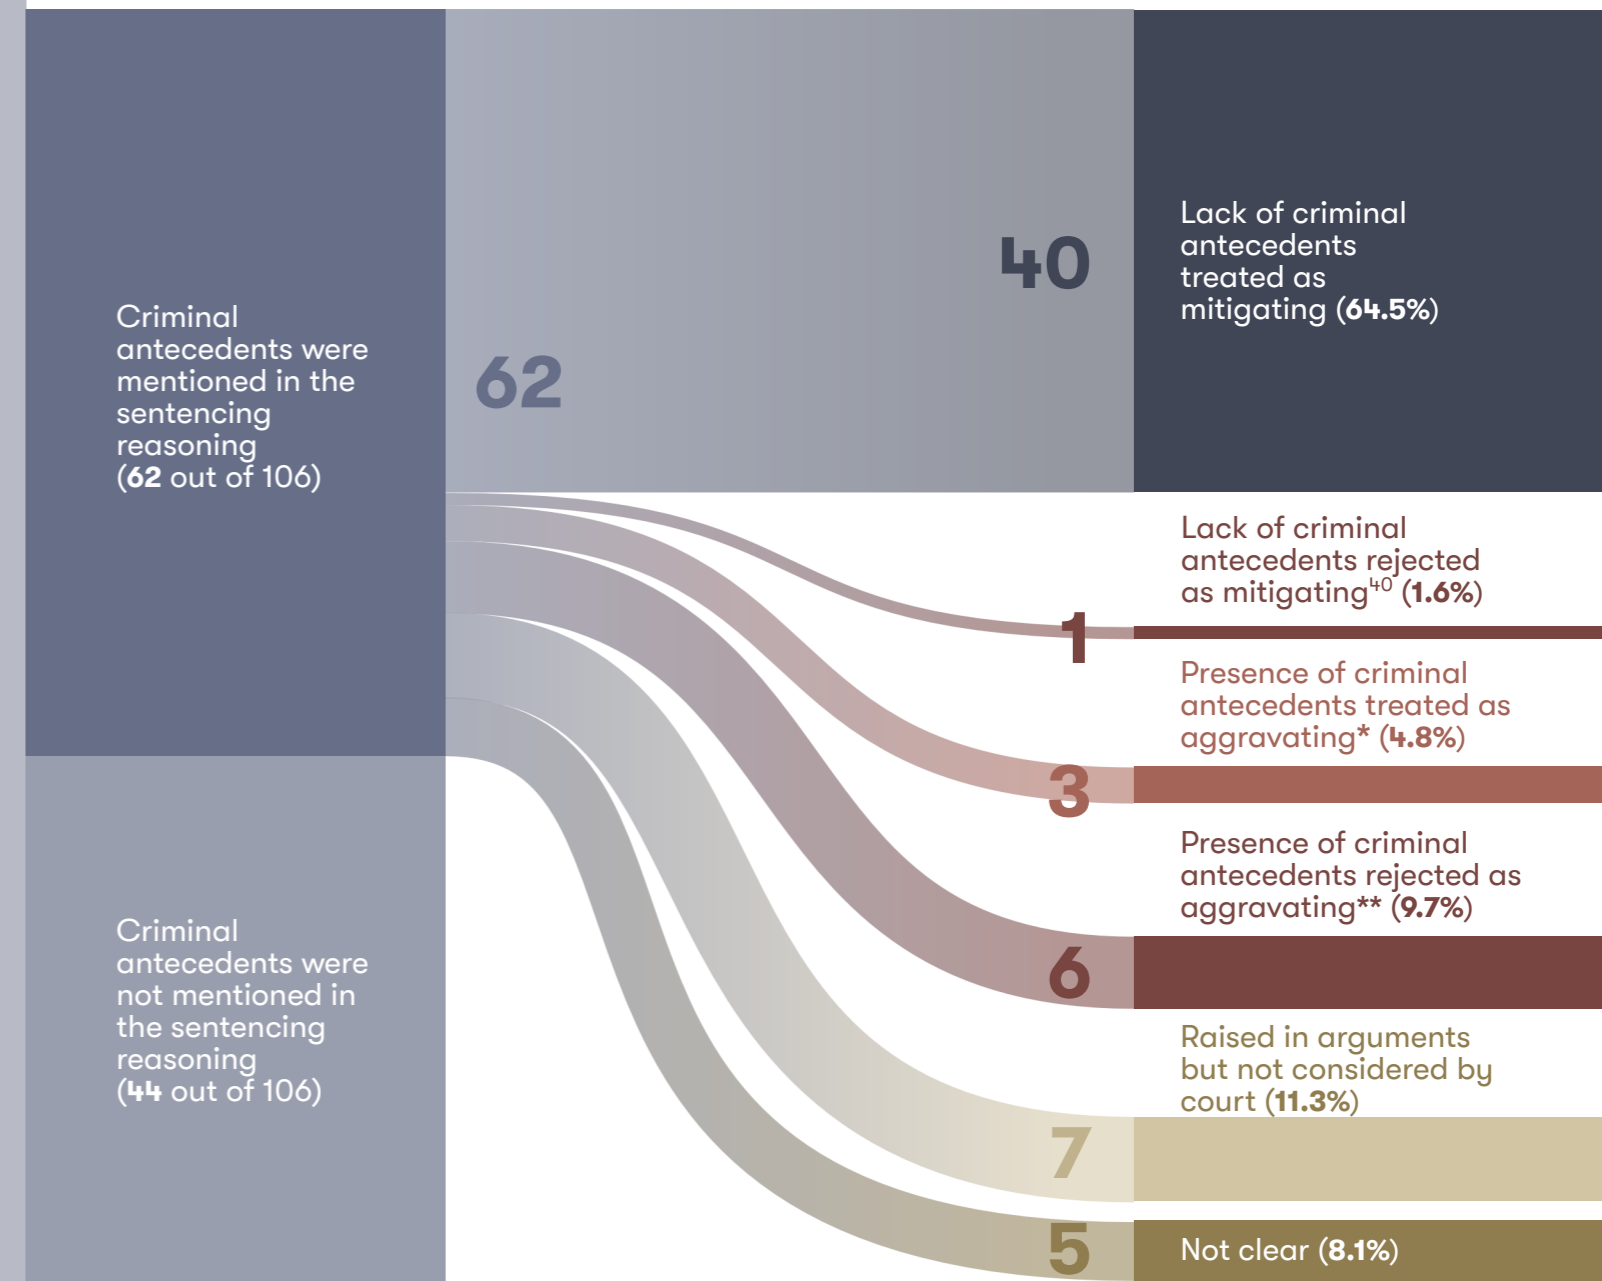 Criminal
antecedents were
mentioned in the
sentencing
reasoning
(62 out of 106)
62
Criminal
antecedents were
not mentioned in
the sentencing
reasoning
(44 out of 106)
40
Lack of criminal
antecedents
treated as
mitigating (64.5%)
Lack of criminal
antecedents rejected
as mitigating⁴⁰ (1.6%)
1
Presence of criminal
antecedents treated as
aggravating* (4.8%)
3
Presence of criminal
antecedents rejected as
aggravating** (9.7%)
6
Raised in arguments
but not considered by
court (11.3%)
7
5
Not clear (8.1%)